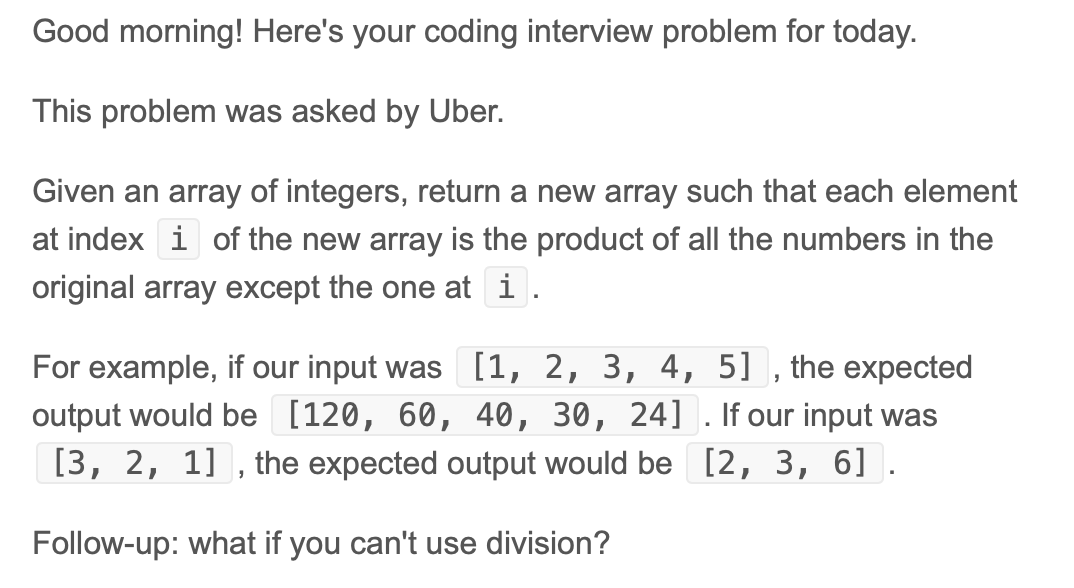 Good morning! Here's your coding interview problem for today.
This problem was asked by Uber.
Given an array of integers, return a new array such that each element
at index i of the new array is the product of all the numbers in the
original array except the one at i.
For example, if our input was [1, 2, 3, 4, 5], the expected
output would be [120, 60, 40, 30, 24]. If our input was
[3, 2, 1], the expected output would be [2, 3, 6].
Follow-up: what if you can't use division?